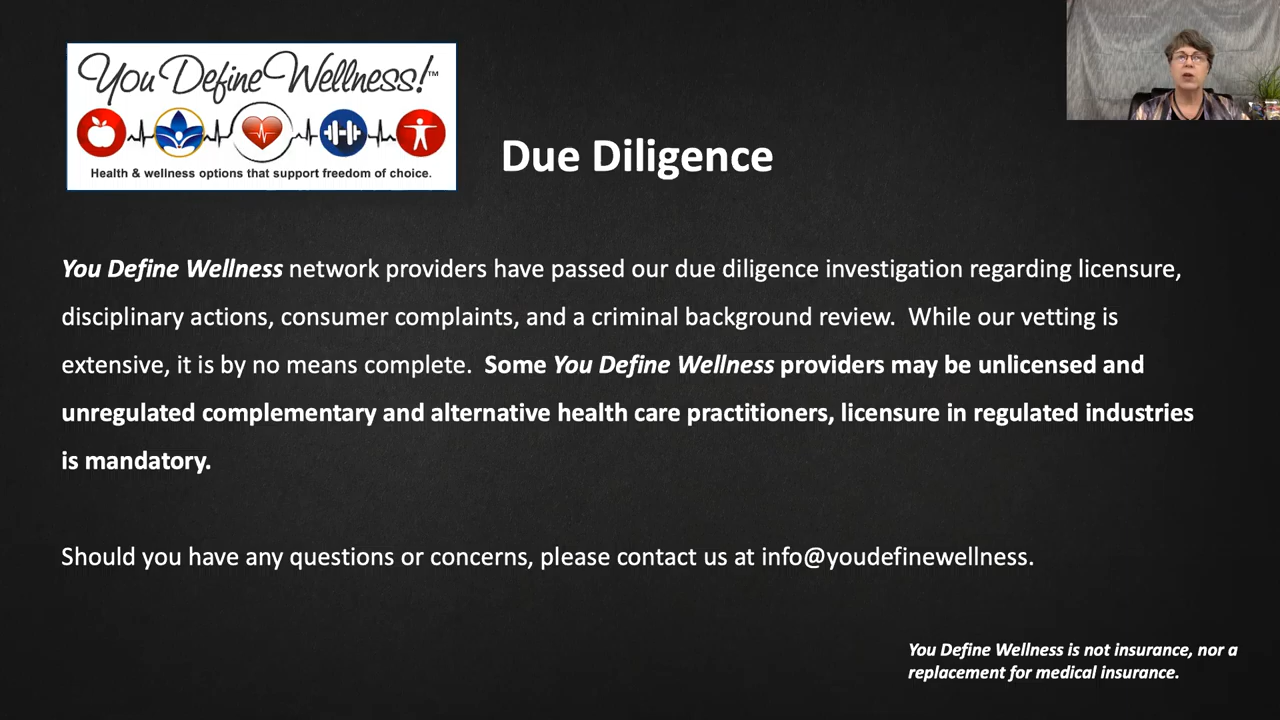 You Define Wellness!™
Health & wellness options that support freedom of choice.
Due Diligence
You Define Wellness network providers have passed our due diligence investigation regarding licensure,
disciplinary actions, consumer complaints, and a criminal background review. While our vetting is
extensive, it is by no means complete. Some You Define Wellness providers may be unlicensed and
unregulated complementary and alternative health care practitioners, licensure in regulated industries
is mandatory.
Should you have any questions or concerns, please contact us at info@youdefinewellness.
You Define Wellness is not insurance, nor a
replacement for medical insurance.